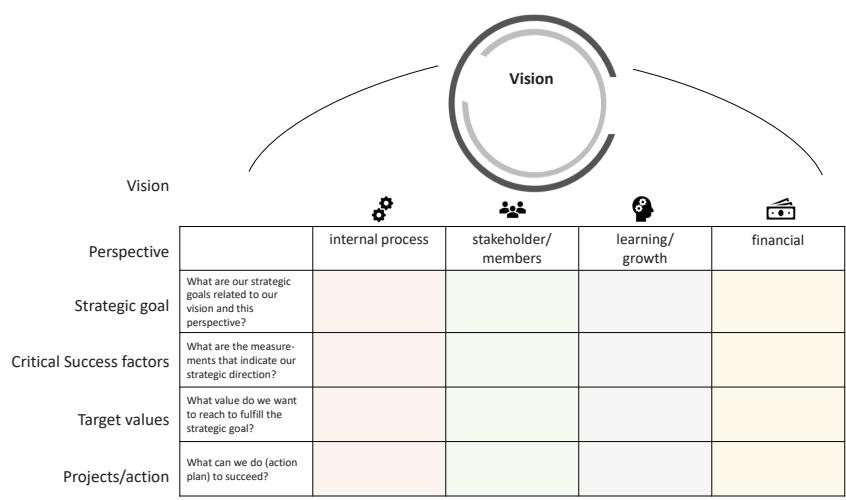 Vision
Vision
Perspective
internal process
stakeholder/
members
learning/
growth
financial
Strategic goal
What are our strategic
goals related to our
vision and this
perspective?
Critical Success factors
What are the measure-
ments that indicate our
strategic direction?
Target values
What value do we want
to reach to fulfill the
strategic goal?
Projects/action
What can we do (action
plan) to succeed?